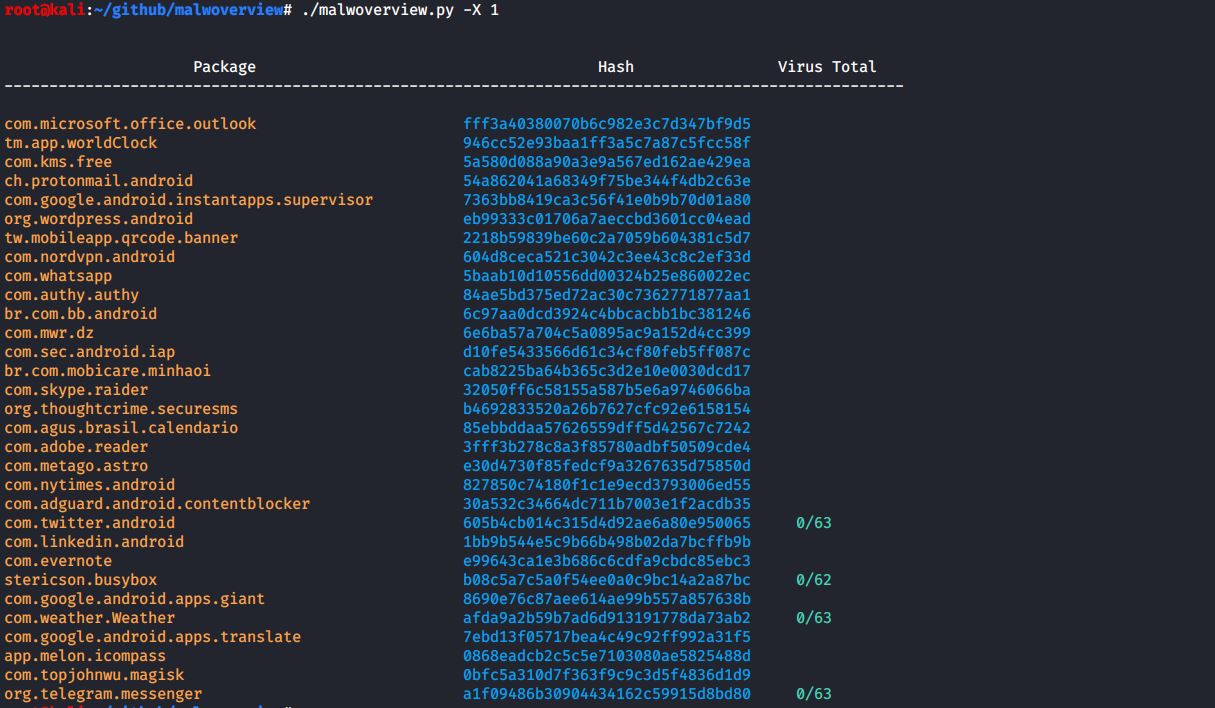 root@kali:~/github/malwoverview# ./malwoverview.py -X 1
Package Hash Virus Total
----------------------------------------------------------------------------------------------------
com.microsoft.office.outlook fff3a40380070b6c982e3c7d347bf9d5
tm.app.worldClock 946cc52e93baa1ff3a5c7a87c5fcc58f
com.kms.free 5a580d088a90a3e9a567ed162ae429ea
ch.protonmail.android 54a862041a68349f75be344f4db2c63e
com.google.android.instantapps.supervisor 7363bb8419ca3c56f41e0b9b70d01a80
org.wordpress.android eb99333c01706a7aeccbd3601cc04ead
tw.mobileapp.qrcode.banner 2218b59839be60c2a7059b604381c5d7
com.nordvpn.android 604d8ceca521c3042c3ee43c8c2ef33d
com.whatsapp 5baab10d10556dd00324b25e860022ec
com.authy.authy 84ae5bd375ed72ac30c7362771877aa1
br.com.bb.android 6c97aa0dcd3924c4bbcacbb1bc381246
com.mwr.dz 6e6ba57a704c5a0895ac9a152d4cc399
com.sec.android.iap d10fe5433566d61c34cf80feb5ff087c
br.com.mobicare.minhaoi cab8225ba64b365c3d2e10e0030dcd17
com.skype.raider 32050ff6c58155a587b5e6a9746066ba
org.thoughtcrime.securesms b4692833520a26b7627cfc92e6158154
com.agus.brasil.calendario 85ebbddaa57626559dff5d42567c7242
com.adobe.reader 3fff3b278c8a3f85780adbf50509cde4
com.metago.astro e30d4730f85fedcf9a3267635d75850d
com.nytimes.android 827850c74180f1c1e9ecd3793006ed55
com.adguard.android.contentblocker 30a532c34664dc711b7003e1f2acdb35
com.twitter.android 605b4cb014c315d4d92ae6a80e950065 0/63
com.linkedin.android 1bb9b544e5c9b66b498b02da7bcffb9b
com.evernote e99643ca1e3b686c6cdfa9cbdc85ebc3
stericson.busybox b08c5a7c5a0f54ee0a0c9bc14a2a87bc 0/62
com.google.android.apps.giant 8690e76c87aee614ae99b557a857638b
com.weather.Weather afda9a2b59b7ad6d913191778da73ab2 0/63
com.google.android.apps.translate 7ebd13f05717bea4c49c92ff992a31f5
app.melon.icompass 0868eadcb2c5c5e7103080ae5825488d
com.topjohnwu.magisk 0bfc5a310d7f363f9c9c3d5f4836d1d9
org.telegram.messenger a1f09486b30904434162c59915d8bd80 0/63